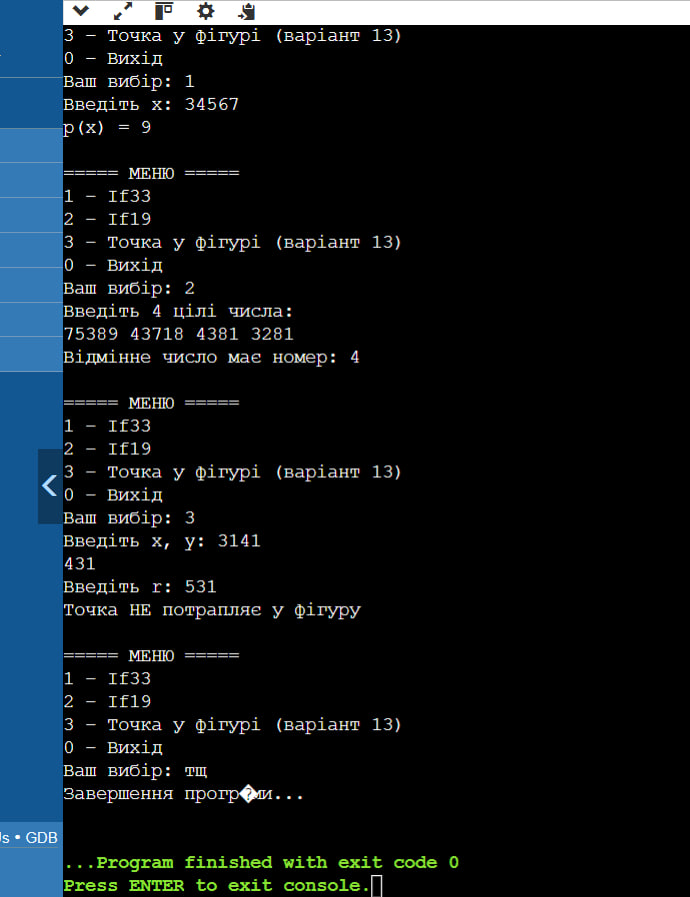 3 – Точка у фігурі (варіант 13)
0 – Вихід
Ваш вибір: 1
Введіть x: 34567
p(x) = 9
===== МЕНЮ =====
1 – If33
2 – If19
3 – Точка у фігурі (варіант 13)
0 – Вихід
Ваш вибір: 2
Введіть 4 цілі числа:
75389 43718 4381 3281
Відмінне число має номер: 4
===== МЕНЮ =====
1 – If33
2 – If19
3 – Точка у фігурі (варіант 13)
0 – Вихід
Ваш вибір: 3
Введіть x, y: 3141
431
Введіть r: 531
Точка НЕ потрапляє у фігуру
===== МЕНЮ =====
1 – If33
2 – If19
3 – Точка у фігурі (варіант 13)
0 – Вихід
Ваш вибір: тщ
Завершення прогр�ми...
• GDB
...Program finished with exit code 0
Press ENTER to exit console.